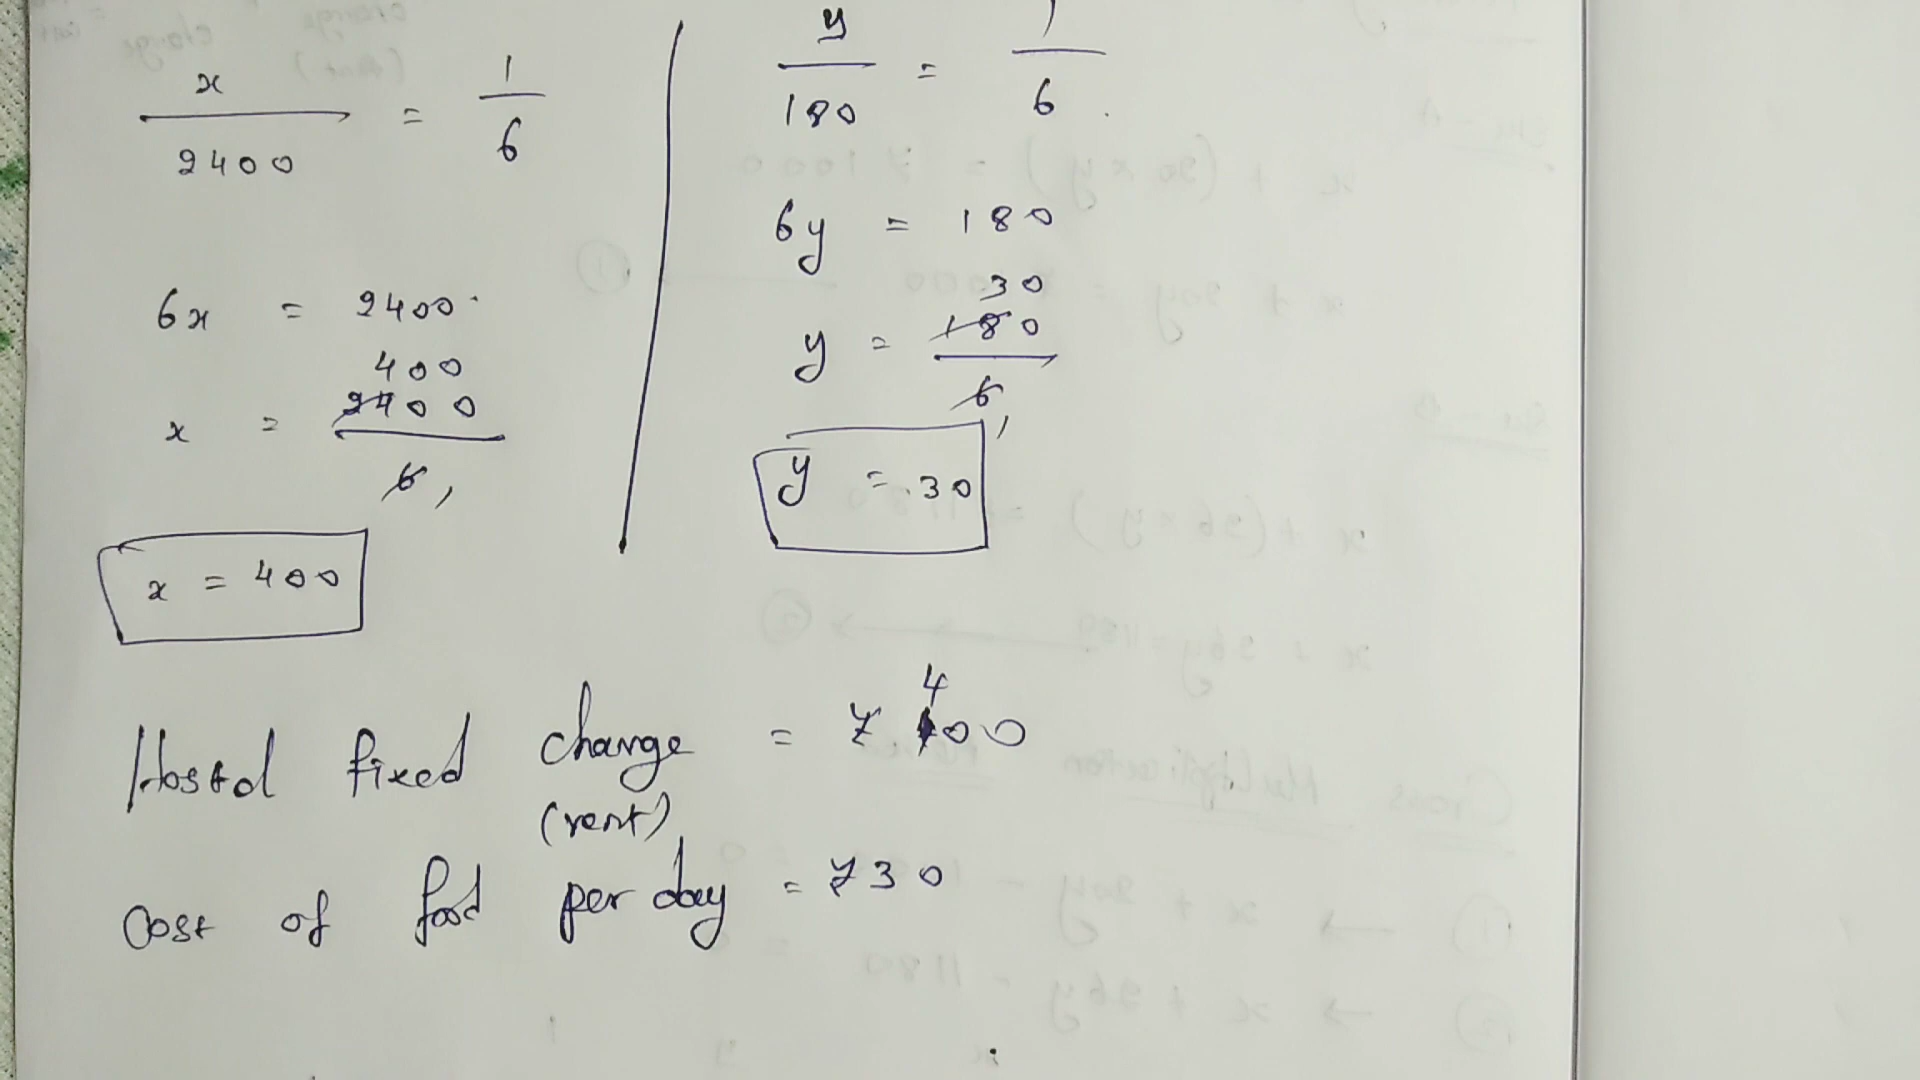 x/2400 = 1/6
6x = 2400
400
x = 2400/6,
x = 400
y/180 = 1/6
6y = 180
30
y = 180/6,
y = 30
Hostel fixed charge = ₹ 400
(rent)
Cost of food per day = ₹30